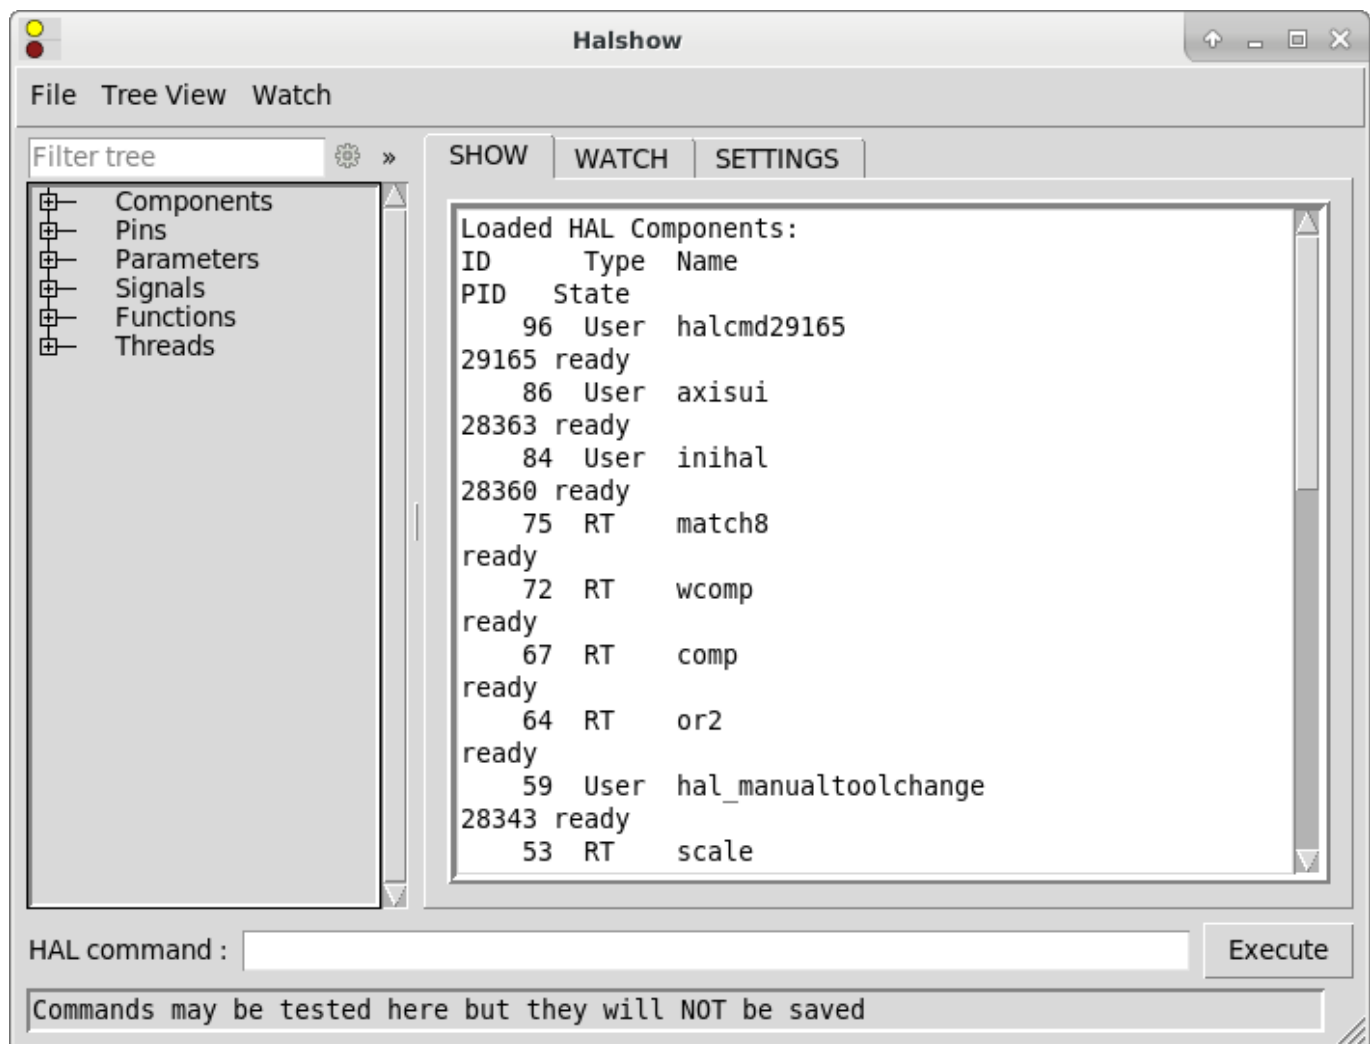 Halshow
File Tree View Watch
Filter tree »
Components
Pins
Parameters
Signals
Functions
Threads
SHOW WATCH SETTINGS
Loaded HAL Components:
ID      Type  Name
PID   State
    96  User  halcmd29165
29165 ready
    86  User  axisui
28363 ready
    84  User  inihal
28360 ready
    75  RT    match8
ready
    72  RT    wcomp
ready
    67  RT    comp
ready
    64  RT    or2
ready
    59  User  hal_manualtoolchange
28343 ready
    53  RT    scale
HAL command :
Execute
Commands may be tested here but they will NOT be saved